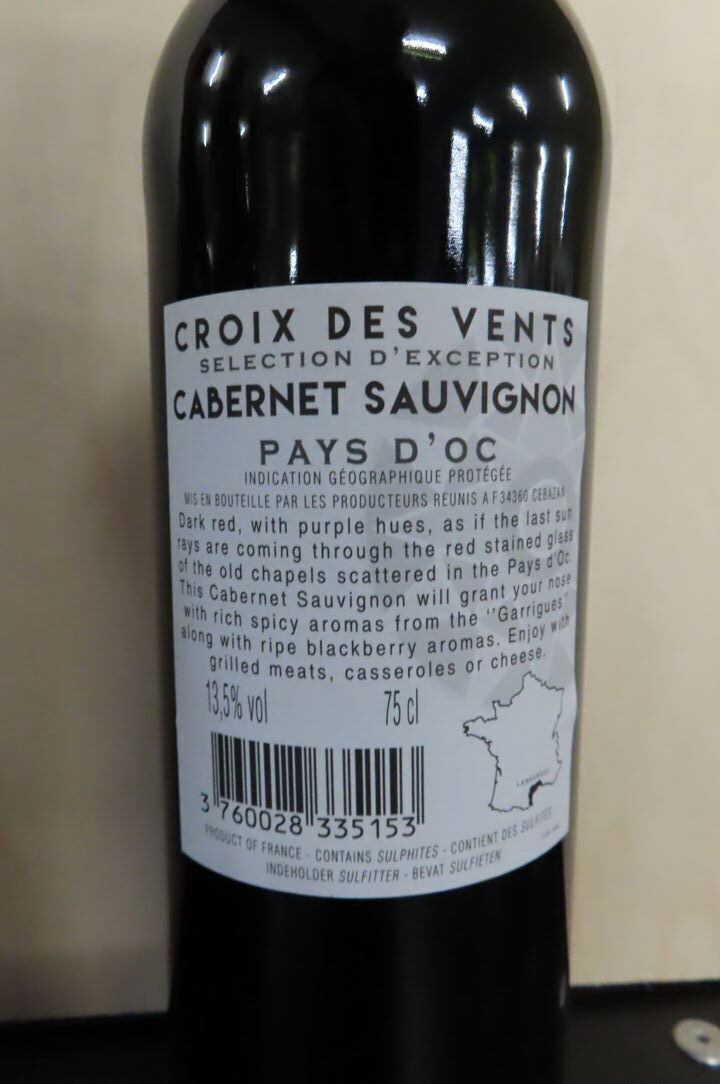 CROIX DES VENTS
SELECTION D'EXCEPTION
CABERNET SAUVIGNON
PAYS D'OC
INDICATION GÉOGRAPHIQUE PROTÉGÉE
MIS EN BOUTEILLE PAR LES PRODUCTEURS REUNIS A F34360 CEBAZAN
Dark red, with purple hues, as if the last sun
rays are coming through the red stained glass
of the old chapels scattered in the Pays d'Oc.
This Cabernet Sauvignon will grant your nose
with rich spicy aromas from the ''Garrigues''
along with ripe blackberry aromas. Enjoy with
grilled meats, casseroles or cheese.
13,5% vol 75 cl
LANGUEDOC
3 760028 335153
PRODUCT OF FRANCE - CONTAINS SULPHITES - CONTIENT DES SULFITES
INDEHOLDER SULFITTER - BEVAT SULFIETEN